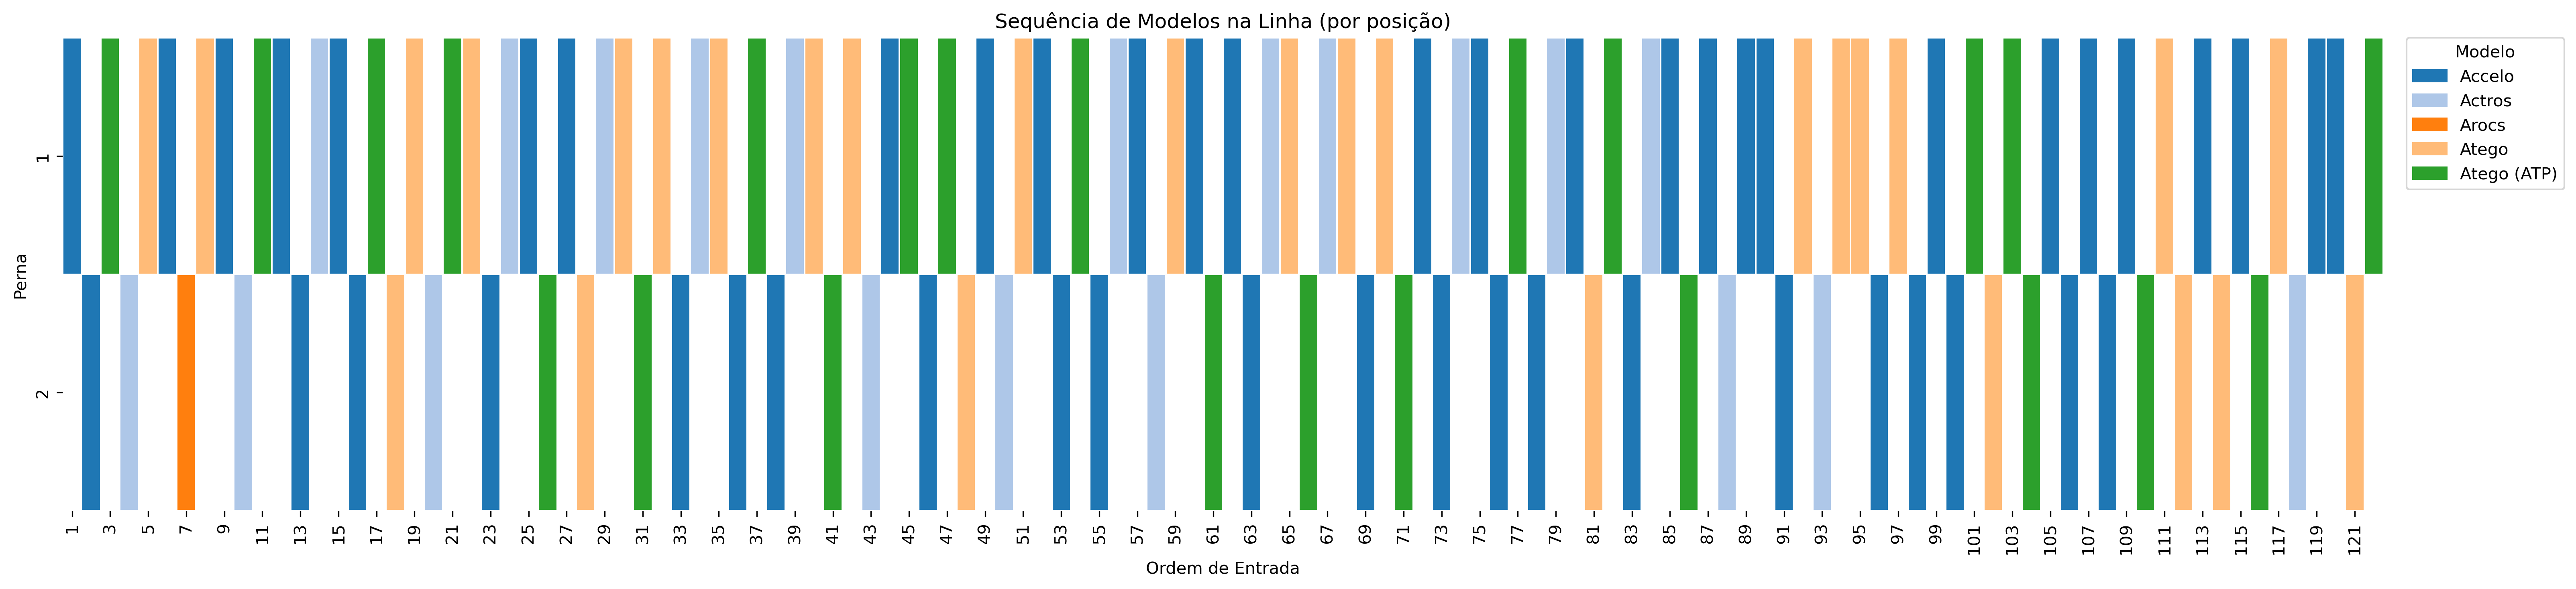 Sequência de Modelos na Linha (por posição)
Modelo
Accelo
Actros
Arocs
Atego
Atego (ATP)
Perna
1
2
1 3 5 7 9 11 13 15 17 19 21 23 25 27 29 31 33 35 37 39 41 43 45 47 49 51 53 55 57 59 61 63 65 67 69 71 73 75 77 79 81 83 85 87 89 91 93 95 97 99 101 103 105 107 109 111 113 115 117 119 121
Ordem de Entrada